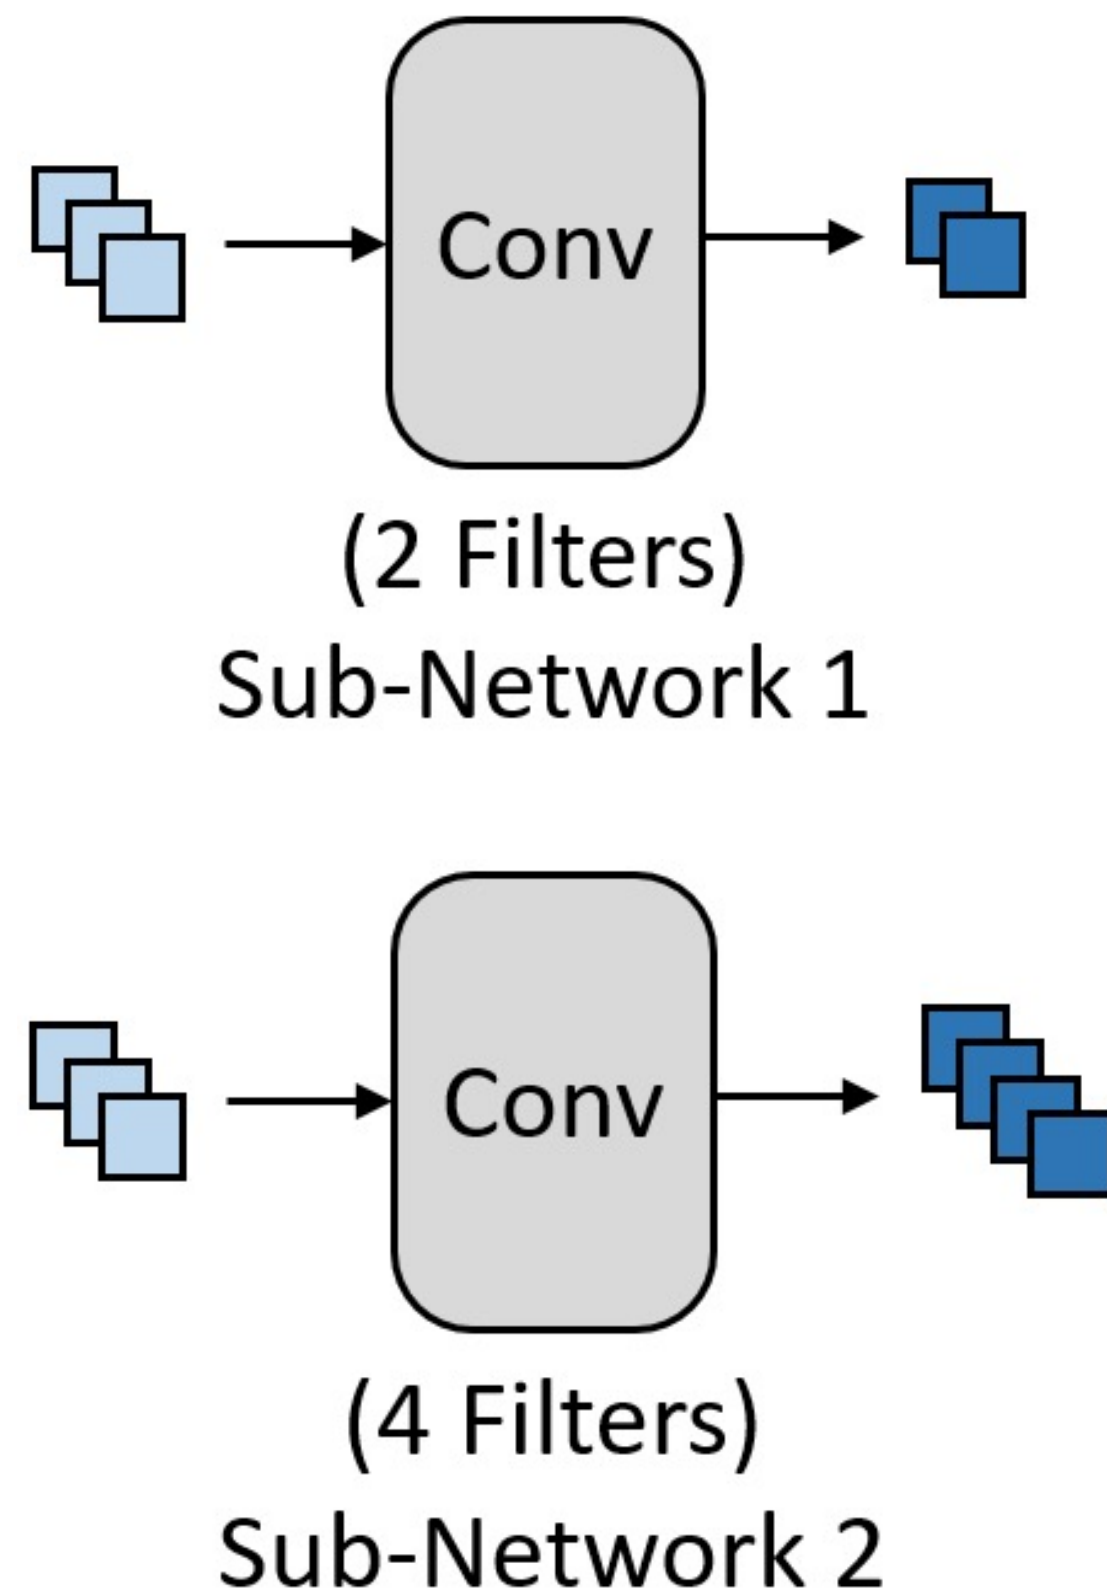 Conv
(2 Filters)
Sub-Network 1
Conv
(4 Filters)
Sub-Network 2